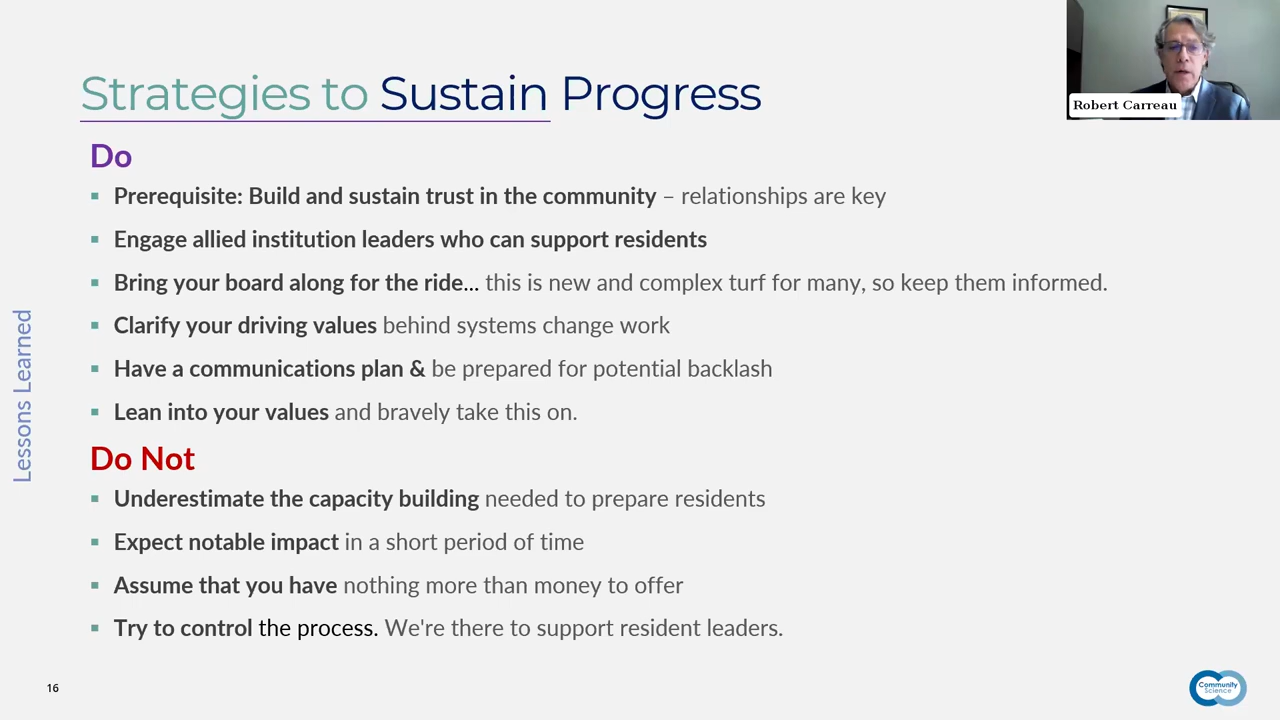 Strategies to Sustain Progress
Robert Carreau
Do
▪ Prerequisite: Build and sustain trust in the community – relationships are key
▪ Engage allied institution leaders who can support residents
▪ Bring your board along for the ride... this is new and complex turf for many, so keep them informed.
▪ Clarify your driving values behind systems change work
▪ Have a communications plan & be prepared for potential backlash
▪ Lean into your values and bravely take this on.
Lessons Learned
Do Not
▪ Underestimate the capacity building needed to prepare residents
▪ Expect notable impact in a short period of time
▪ Assume that you have nothing more than money to offer
▪ Try to control the process. We're there to support resident leaders.
16
Community
Science